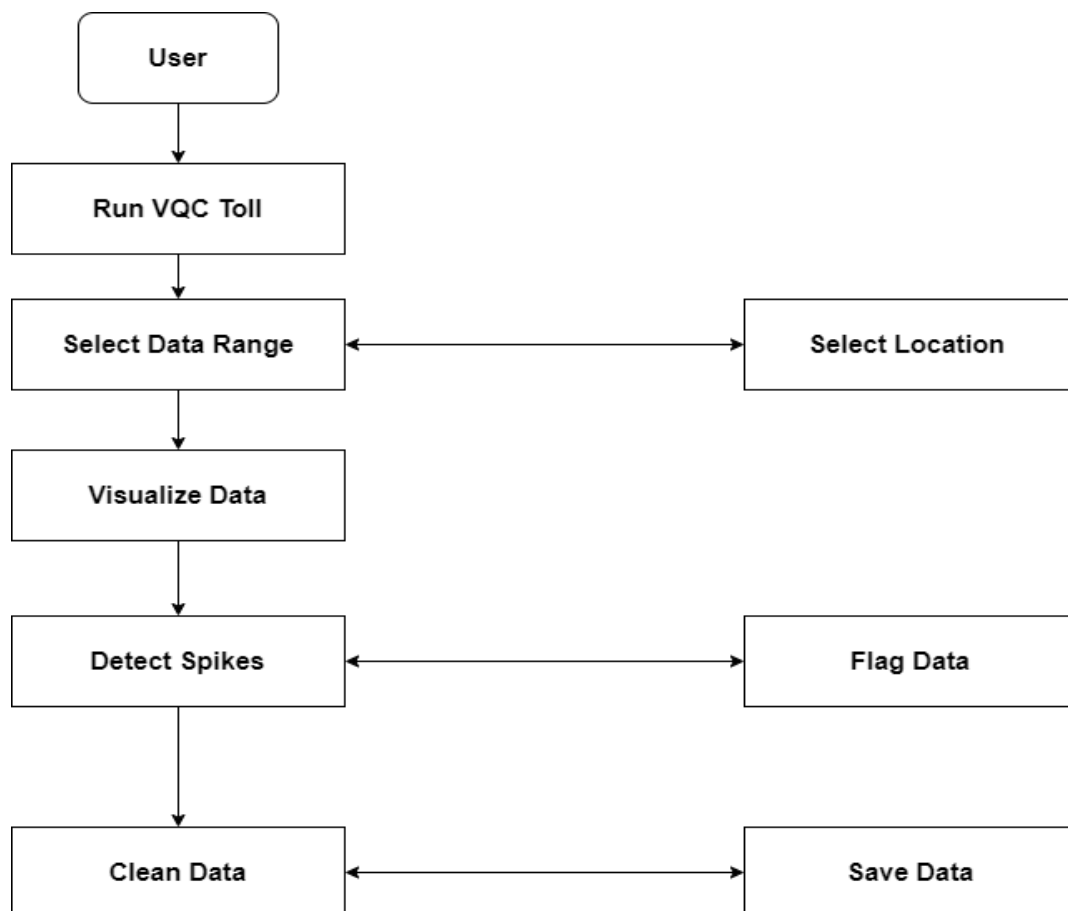 User
Run VQC Toll
Select Data Range
Select Location
Visualize Data
Detect Spikes
Flag Data
Clean Data
Save Data